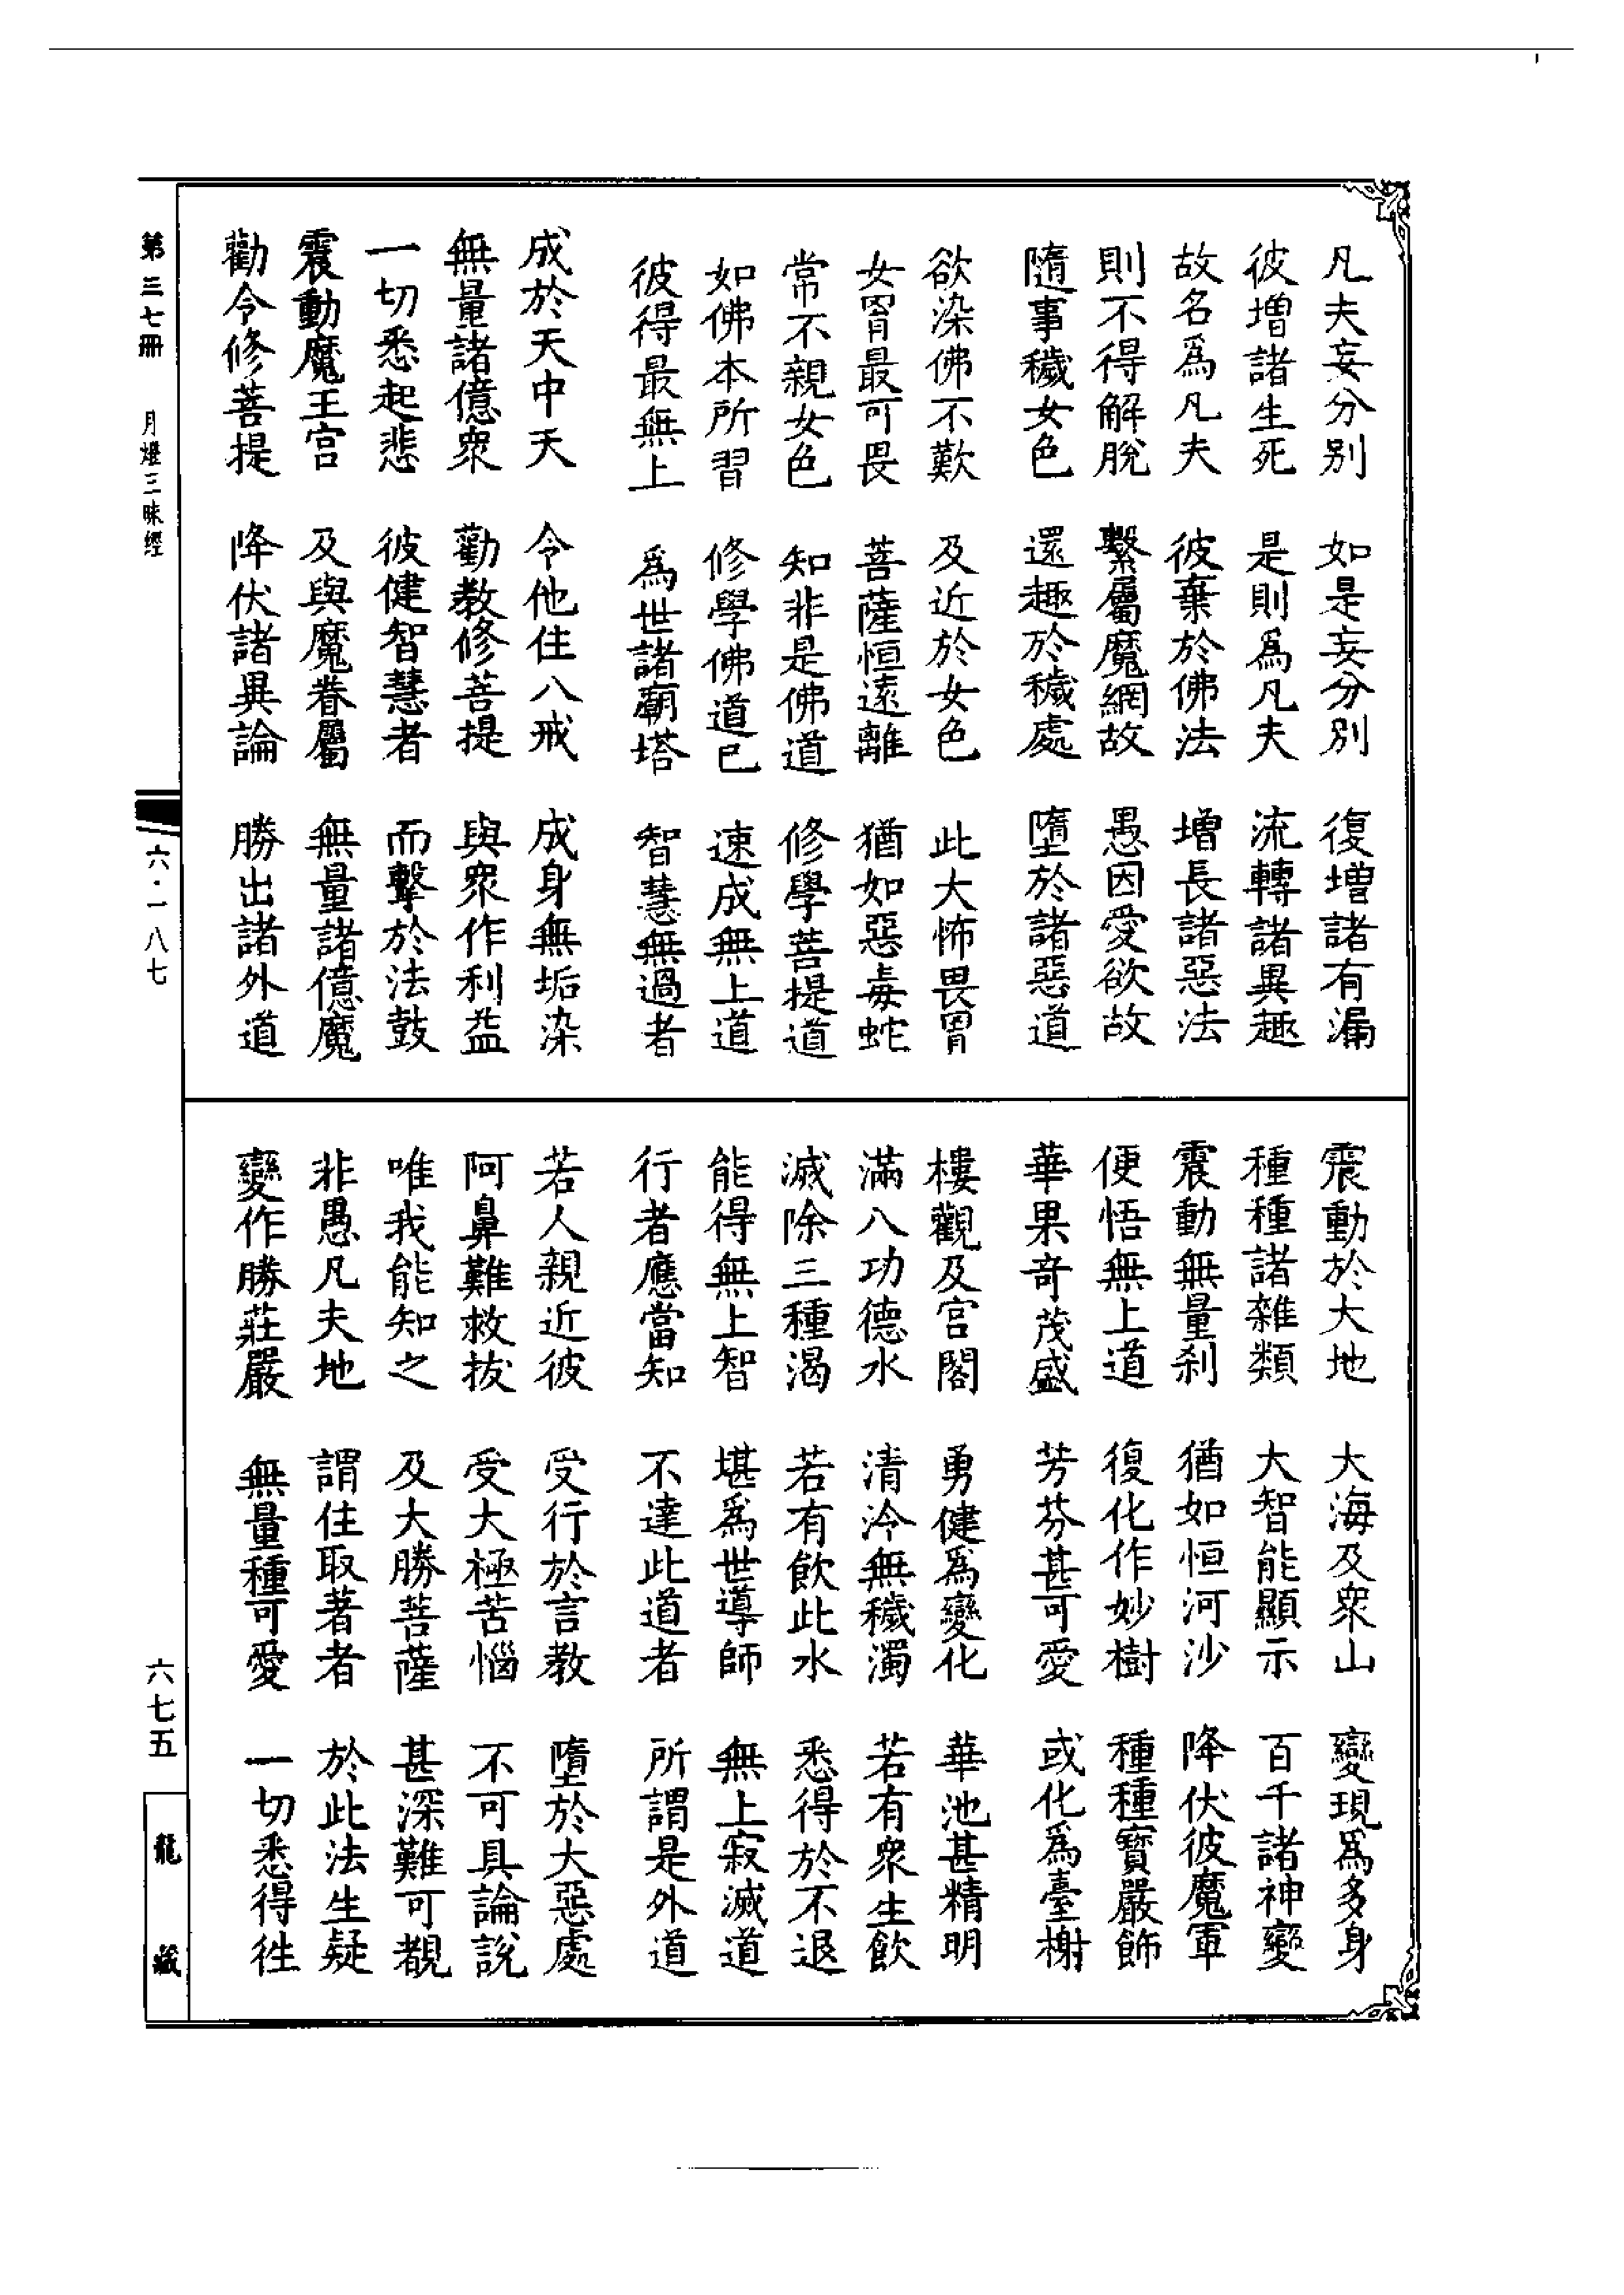 凡夫妄分别　如是妄分别　復增諸有漏
彼增諸生死　是則爲凡夫　流轉諸異趣
故名爲凡夫　彼棄於佛法　增長諸惡法
則不得解脫　繫屬魔網故　愚因愛欲故
隨事穢女色　還趣於穢處　墮於諸惡道
欲染佛不歎　及近於女色　此大怖畏罥
女罥最可畏　菩薩恒遠離　猶如惡毒蛇
常不親女色　知非是佛道　修學菩提道
如佛本所習　修學佛道已　速成無上道
彼得最無上　爲世諸廟塔　智慧無過者
成於天中天　令他住八戒　成身無垢染
無量諸億衆　勸教修菩提　與衆作利益
一切悉起悲　彼健智慧者　而擊於法鼓
震動魔王宮　及與魔眷屬　無量諸億魔
勸令修菩提　降伏諸異論　勝出諸外道
震動於大地　大海及衆山　變現爲多身
種種諸雜類　大智能顯示　百千諸神變
震動無量刹　猶如恒河沙　降伏彼魔軍
便悟無上道　復化作妙樹　種種寶嚴飾
華果奇茂盛　芳芬甚可愛　或化爲臺榭
樓觀及宮閣　勇健爲變化　華池甚精明
滿八功德水　清泠無穢濁　若有衆生飲
滅除三種渴　若有飲此水　悉得於不退
能得無上智　堪爲世導師　無上寂滅道
行者應當知　不達此道者　所謂是外道
若人親近彼　受行於言教　墮於大惡處
阿鼻難救拔　受大極苦惱　不可具論說
唯我能知之　及大勝菩薩　甚深難可覩
非愚凡夫地　謂住取著者　於此法生疑
變作勝莊嚴　無量種可愛　一切悉得徃
第三七冊　月燈三昧經
六·一八七
六七五
龍藏